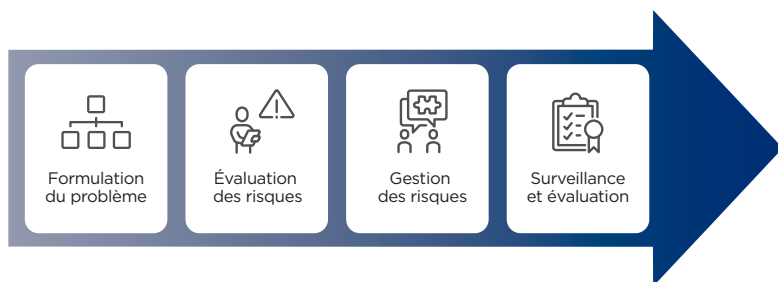 Formulation
du problème
Évaluation
des risques
Gestion
des risques
Surveillance
et évaluation